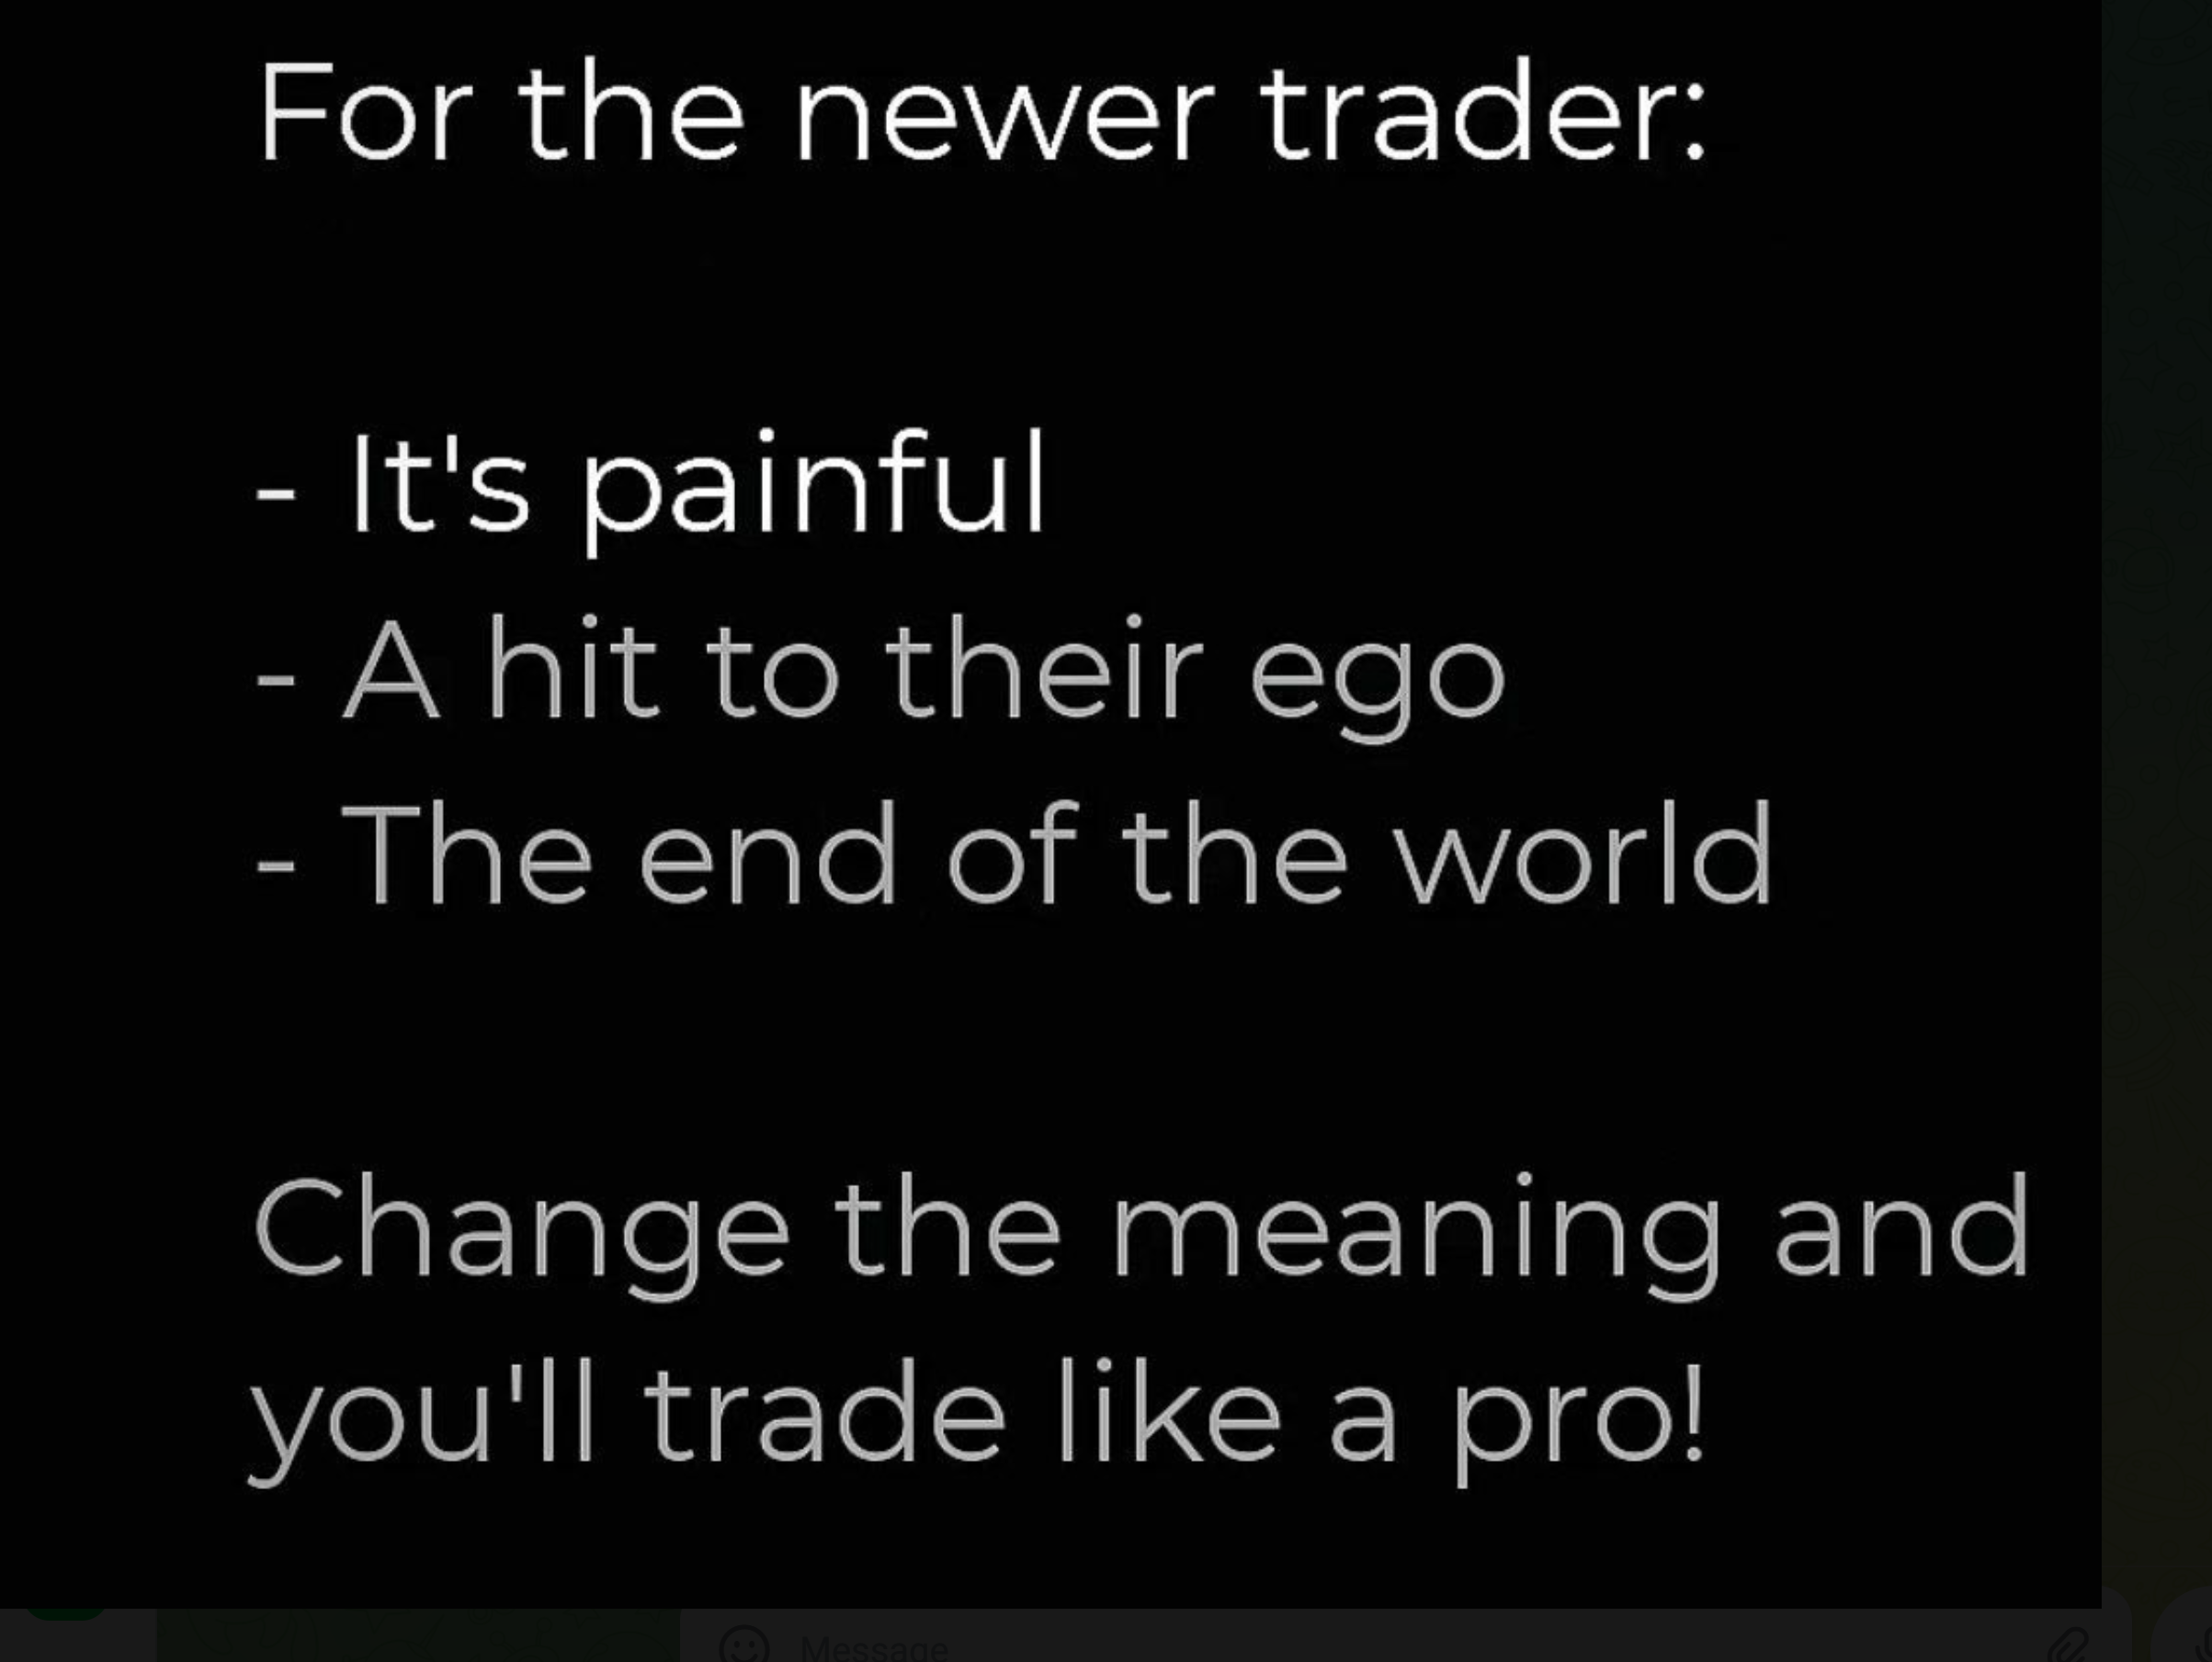 For the newer trader:
- It's painful
- A hit to their ego
- The end of the world
Change the meaning and
you'll trade like a pro!
Message